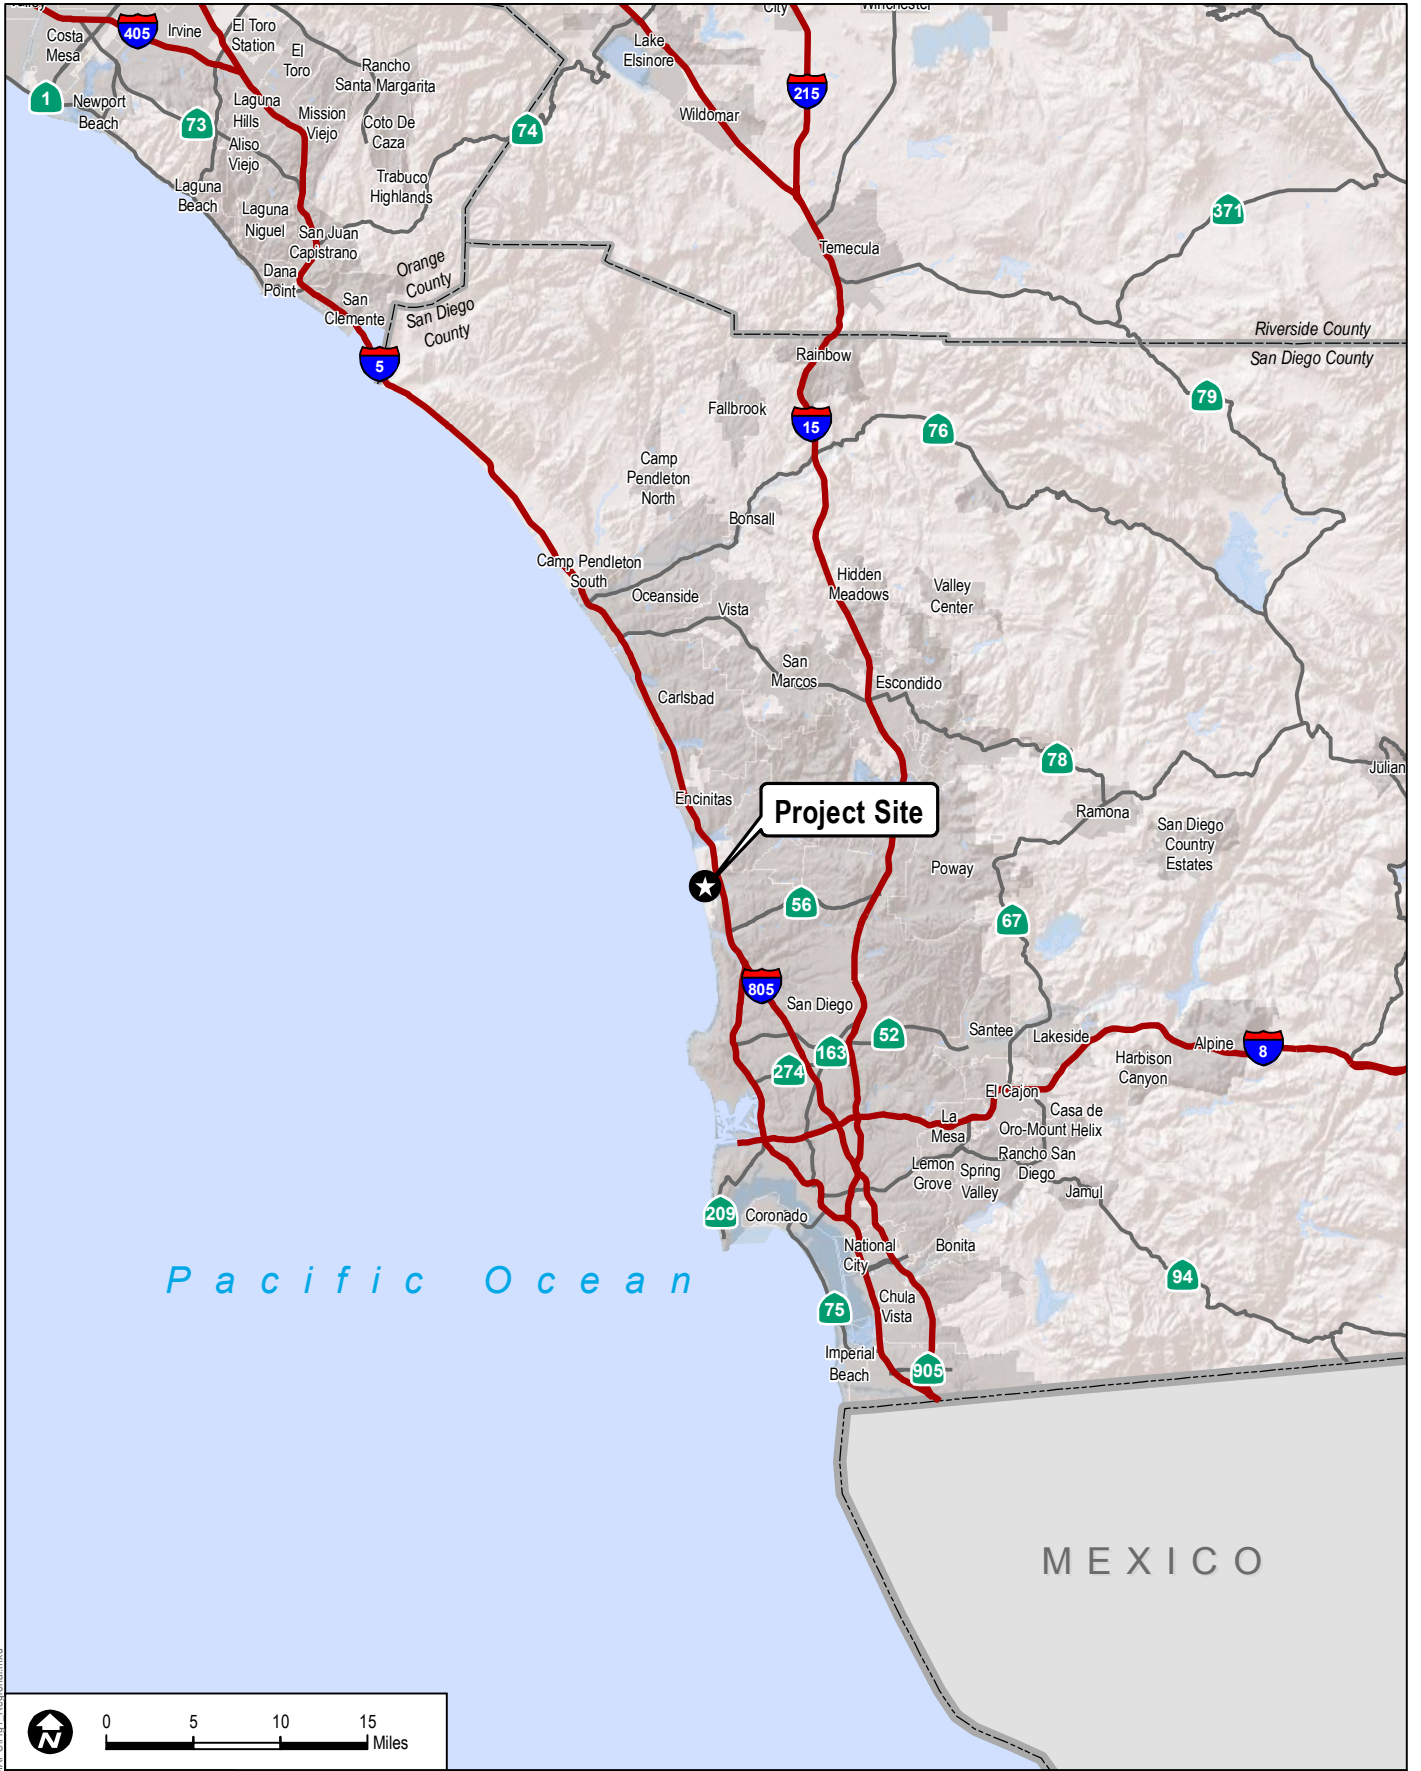 City
Winchester
405
Irvine
El Toro
Station
Costa
Mesa
El
Toro
Lake
Elsinore
Rancho
Santa Margarita
215
1
Newport
Beach
73
Laguna
Hills
Mission
Viejo
Coto De
Caza
74
Wildomar
Aliso
Viejo
Trabuco
Highlands
Laguna
Beach
Laguna
Niguel
San Juan
Capistrano
371
Temecula
Dana
Point
Orange
County
San
Clemente
San Diego
County
Riverside County
San Diego County
5
Rainbow
79
Fallbrook
15
76
Camp
Pendleton
North
Bonsall
Camp Pendleton
South
Oceanside
Hidden
Meadows
Valley
Center
Vista
San
Marcos
Escondido
Carlsbad
78
Julian
Encinitas
Project Site
Ramona
San Diego
Country
Estates
Poway
56
67
805
San Diego
52
Santee
Lakeside
163
274
Alpine
8
Harbison
Canyon
El Cajon
La
Mesa
Casa de
Oro-Mount Helix
Rancho San
Diego
Lemon
Grove
Spring
Valley
Jamul
209
Coronado
National
City
Bonita
Pacific Ocean
94
75
Chula
Vista
Imperial
Beach
905
MEXICO
N
0 5 10 15
Miles